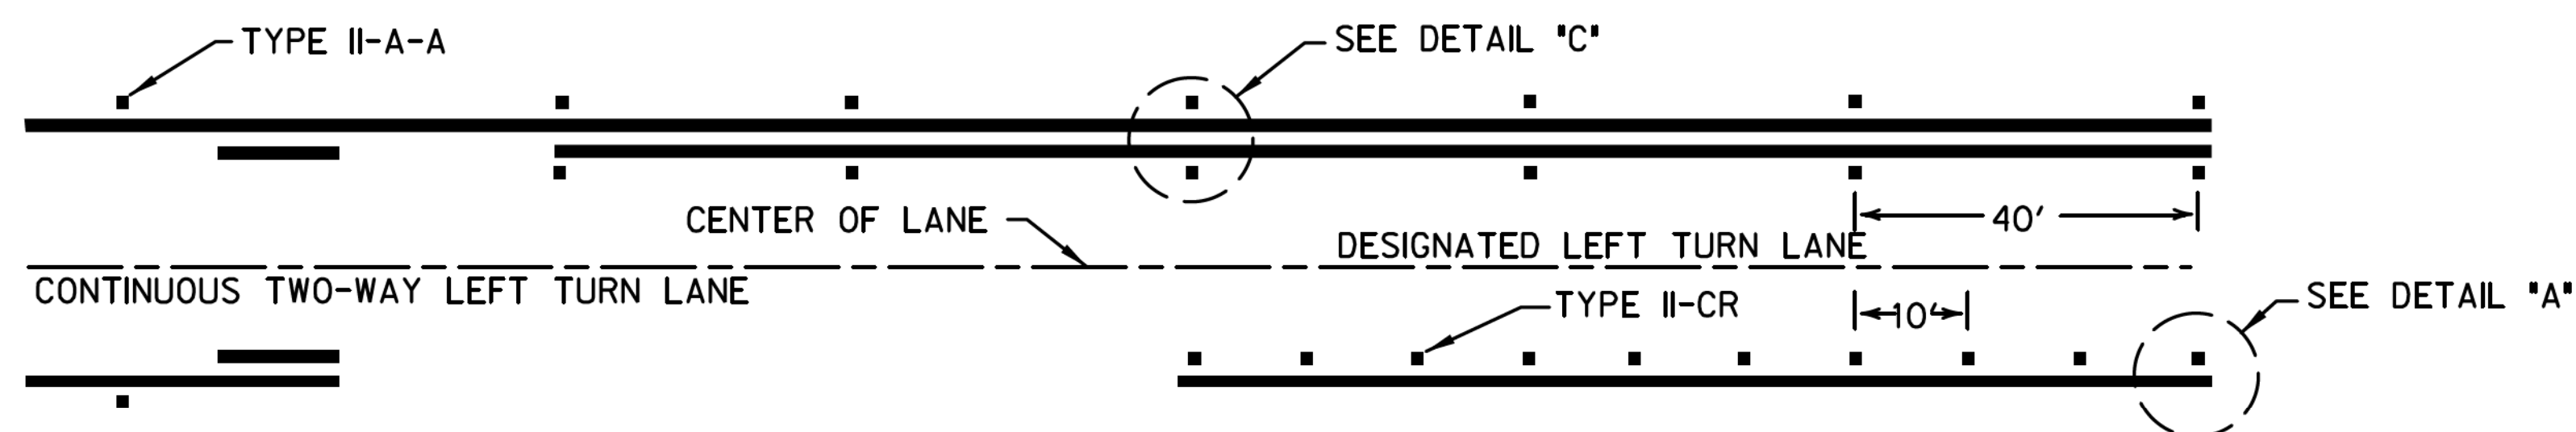 TYPE II-A-A
SEE DETAIL "C"
CENTER OF LANE
40'
DESIGNATED LEFT TURN LANE
CONTINUOUS TWO-WAY LEFT TURN LANE
TYPE II-CR
10'
SEE DETAIL "A"